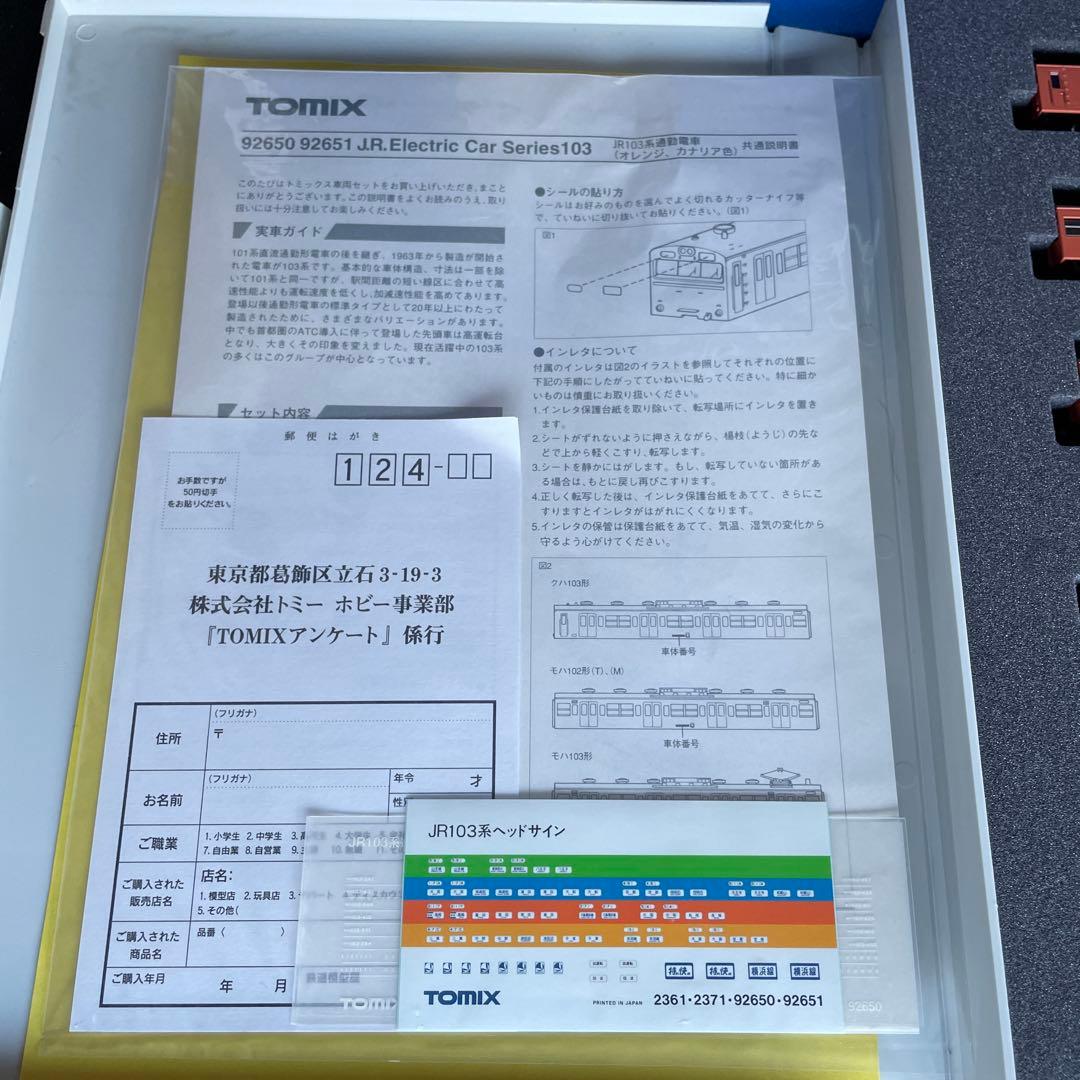 TOMIX
92650 92651 J.R.Electric Car Series103 JR103系通勤電車(オレンジ、カナリア色)共通説明書
このたびはトミックス車両セットをお買い上げいただき、まこと
にありがとうございます。この説明書をよくお読みのうえ、取り
扱いには十分注意してお楽しみください。
実車ガイド
101系直流通勤形電車の後を継ぎ、1963年から製造が開始さ
れた電車が103系です。基本的な車体構造、寸法は一部を除
いて101系と同一ですが、駅間距離の短い線区に合わせて高
速性能よりも運転速度を低くし、加減速性能を高めてあります。
登場以後通勤形電車の標準タイプとして20年以上にわたって
製造されたために、さまざまなバリエーションがあります。
中でも首都圏のATC導入に伴って登場した先頭車は高運転台
となり、大きくその印象を変えました。現在活躍中の103系
の多くはこのグループが中心となっています。
セット内容
●シールの貼り方
シールはお好みのものを選んでよく切れるカッターナイフ等
で、ていねいに切り抜いてお貼りください。(図1)
図1
●インレタについて
付属のインレタは図2のイラストを参照してそれぞれの位置に
下記の手順にしたがってていねいに貼ってください。特に細か
いものは慎重にお取り扱いください。
1.インレタ保護台紙を取り除いて、転写場所にインレタを置き
ます。
2.シートがずれないように押さえながら、楊枝(ようじ)の先な
どで上から軽くこすり、転写します。
3.シートを静かにはがします。もし、転写していない箇所があ
る場合は、もとに戻し再びこすります。
4.正しく転写した後は、インレタ保護台紙をあてて、さらにこ
すりますとインレタがはがれにくくなります。
5.インレタの保管は保護台紙をあてて、気温、湿気の変化から
守るよう心がけてください。
図2
クハ103形
車体番号
モハ102形(T)、(M)
車体番号
モハ103形
郵便はがき
お手数ですが
50円切手
をお貼りください。
124-
東京都葛飾区立石3-19-3
株式会社トミー ホビー事業部
『TOMIXアンケート』係行
住所
(フリガナ)
〒
お名前
(フリガナ)
年令 才
ご職業
1.小学生 2.中学生
7.自由業 8.自営業
ご購入された
販売店名
店名:
1.模型店 2.玩具店
5.その他(
ご購入された
商品名
品番( )
ご購入年月
年 月
JR103系
TOMIX
92650
JR103系ヘッドサイン
横浜線 横浜線
TOMIX
PRINTED IN JAPAN
2361・2371・92650・92651